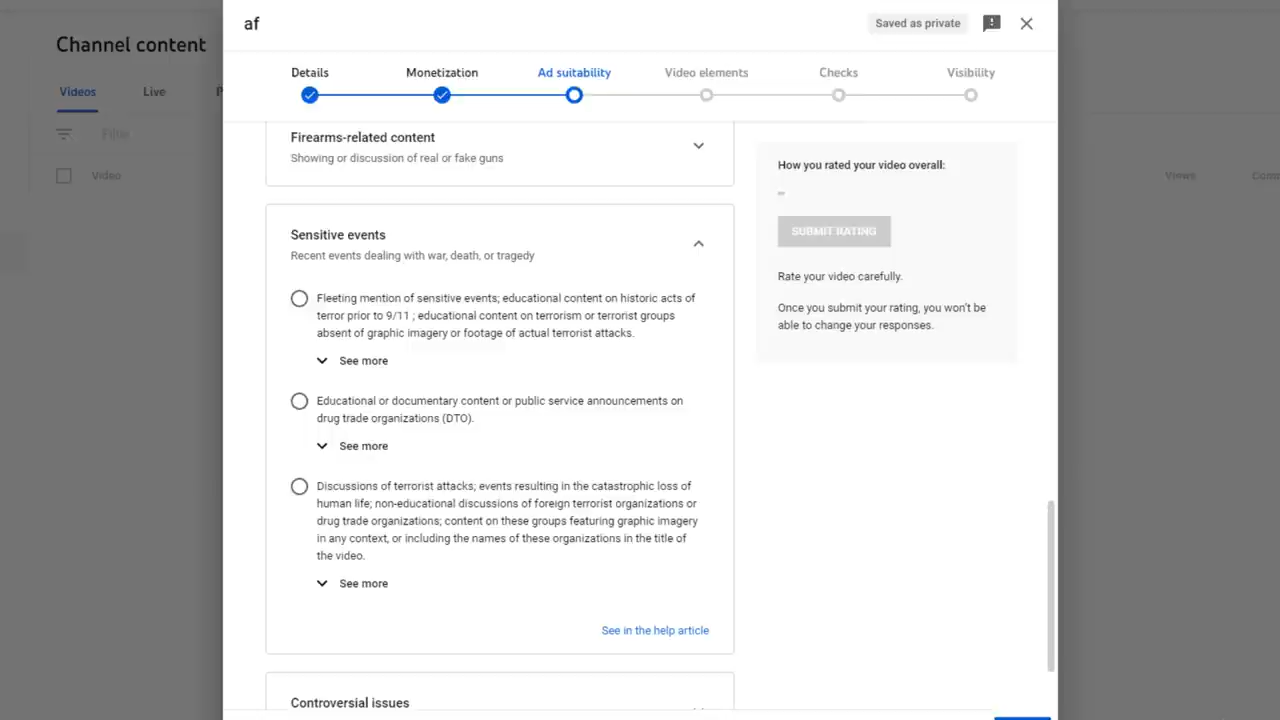 af
Saved as private
Channel content
Details
Monetization
Ad suitability
Video elements
Checks
Visibility
Videos
Live
P
Filter
Video
Views
Comm
Firearms-related content
Showing or discussion of real or fake guns
How you rated your video overall:
–
SUBMIT RATING
Rate your video carefully.
Once you submit your rating, you won't be
able to change your responses.
Sensitive events
Recent events dealing with war, death, or tragedy
Fleeting mention of sensitive events; educational content on historic acts of
terror prior to 9/11 ; educational content on terrorism or terrorist groups
absent of graphic imagery or footage of actual terrorist attacks.
See more
Educational or documentary content or public service announcements on
drug trade organizations (DTO).
See more
Discussions of terrorist attacks; events resulting in the catastrophic loss of
human life; non-educational discussions of foreign terrorist organizations or
drug trade organizations; content on these groups featuring graphic imagery
in any context, or including the names of these organizations in the title of
the video.
See more
See in the help article
Controversial issues